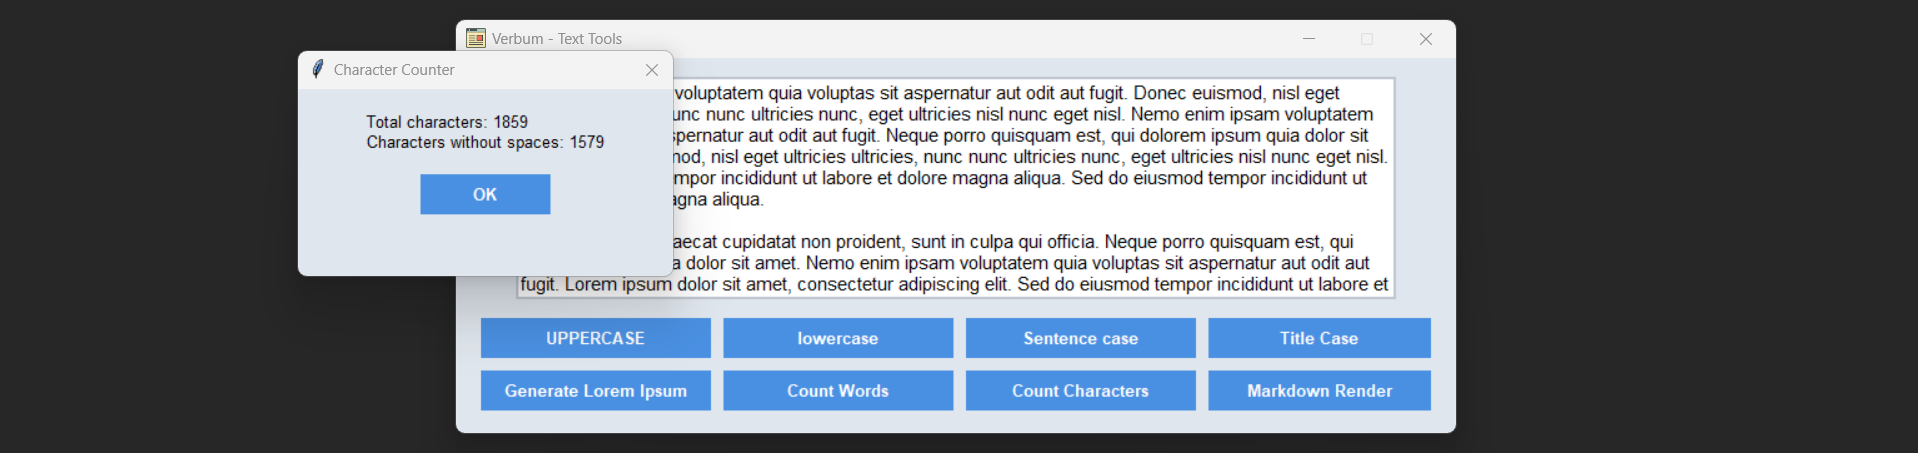 Verbum - Text Tools
Character Counter
Total characters: 1859
Characters without spaces: 1579
OK
voluptatem quia voluptas sit aspernatur aut odit aut fugit. Donec euismod, nisl eget
nunc ultricies nunc, eget ultricies nisl nunc eget nisl. Nemo enim ipsam voluptatem
aut odit aut fugit. Neque porro quisquam est, qui dolorem ipsum quia dolor sit
nisl eget ultricies ultricies, nunc nunc ultricies nunc, eget ultricies nisl nunc eget nisl.
incididunt ut labore et dolore magna aliqua. Sed do eiusmod tempor incididunt ut
aliqua.
cupidatat non proident, sunt in culpa qui officia. Neque porro quisquam est, qui
dolor sit amet. Nemo enim ipsam voluptatem quia voluptas sit aspernatur aut odit aut
fugit. Lorem ipsum dolor sit amet, consectetur adipiscing elit. Sed do eiusmod tempor incididunt ut labore et
UPPERCASE lowercase Sentence case Title Case
Generate Lorem Ipsum Count Words Count Characters Markdown Render